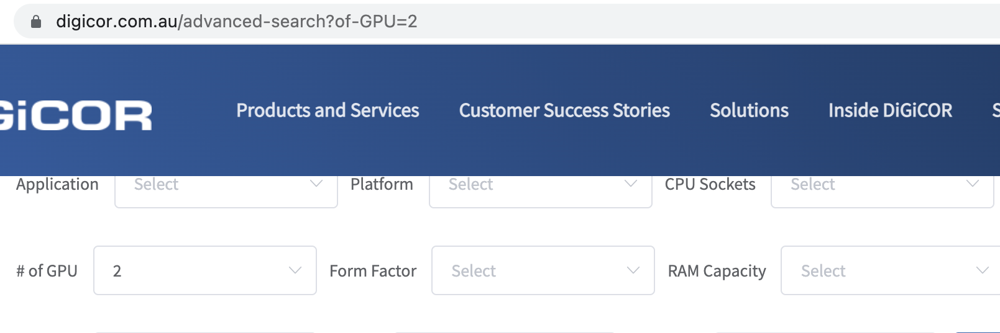 digicor.com.au/advanced-search?of-GPU=2
GiCOR Products and Services Customer Success Stories Solutions Inside DiGiCOR S
Application Select Platform Select CPU Sockets Select
# of GPU 2 Form Factor Select RAM Capacity Select